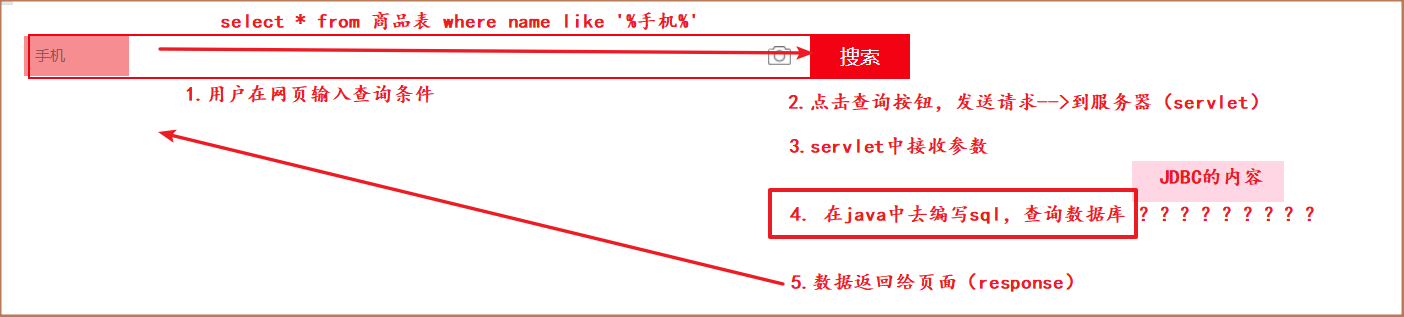 select * from 商品表 where name like '%手机%'
手机
搜索
1.用户在网页输入查询条件
2.点击查询按钮，发送请求-->到服务器（servlet）
3.servlet中接收参数
JDBC的内容
4. 在java中去编写sql，查询数据库 ？？？？？？？？？
5.数据返回给页面（response）